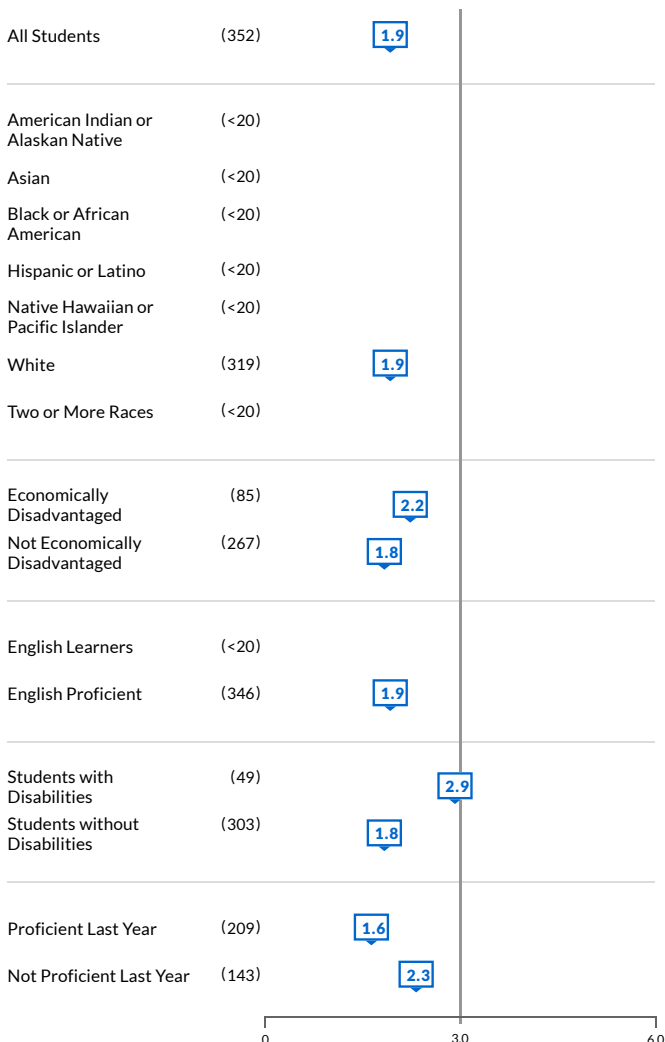 All Students (352) 1.9
American Indian or
Alaskan Native (<20)
Asian (<20)
Black or African
American (<20)
Hispanic or Latino (<20)
Native Hawaiian or
Pacific Islander (<20)
White (319) 1.9
Two or More Races (<20)
Economically
Disadvantaged (85) 2.2
Not Economically
Disadvantaged (267) 1.8
English Learners (<20)
English Proficient (346) 1.9
Students with
Disabilities (49) 2.9
Students without
Disabilities (303) 1.8
Proficient Last Year (209) 1.6
Not Proficient Last Year (143) 2.3
0 3.0 6.0